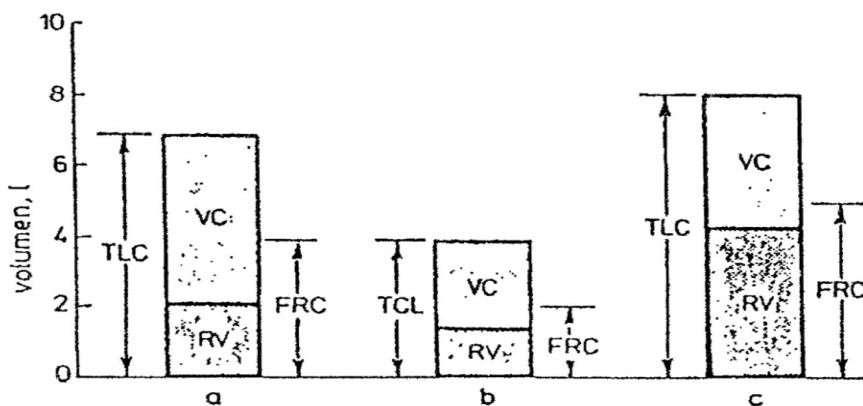 volumen, l
10
8
6
4
2
0
TLC
VC
RV
FRC
a
TCL
VC
RV
FRC
b
TLC
VC
RV
FRC
c